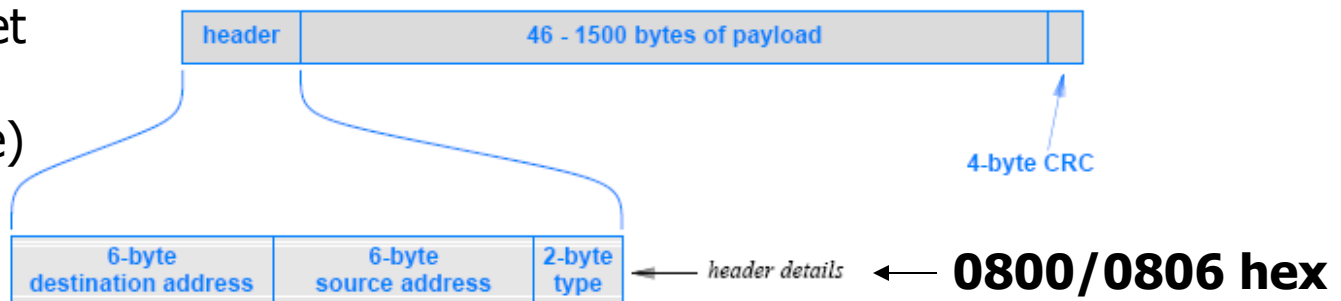 et
header
46 - 1500 bytes of payload
e)
4-byte CRC
6-byte
destination address
6-byte
source address
2-byte
type
header details
0800/0806 hex